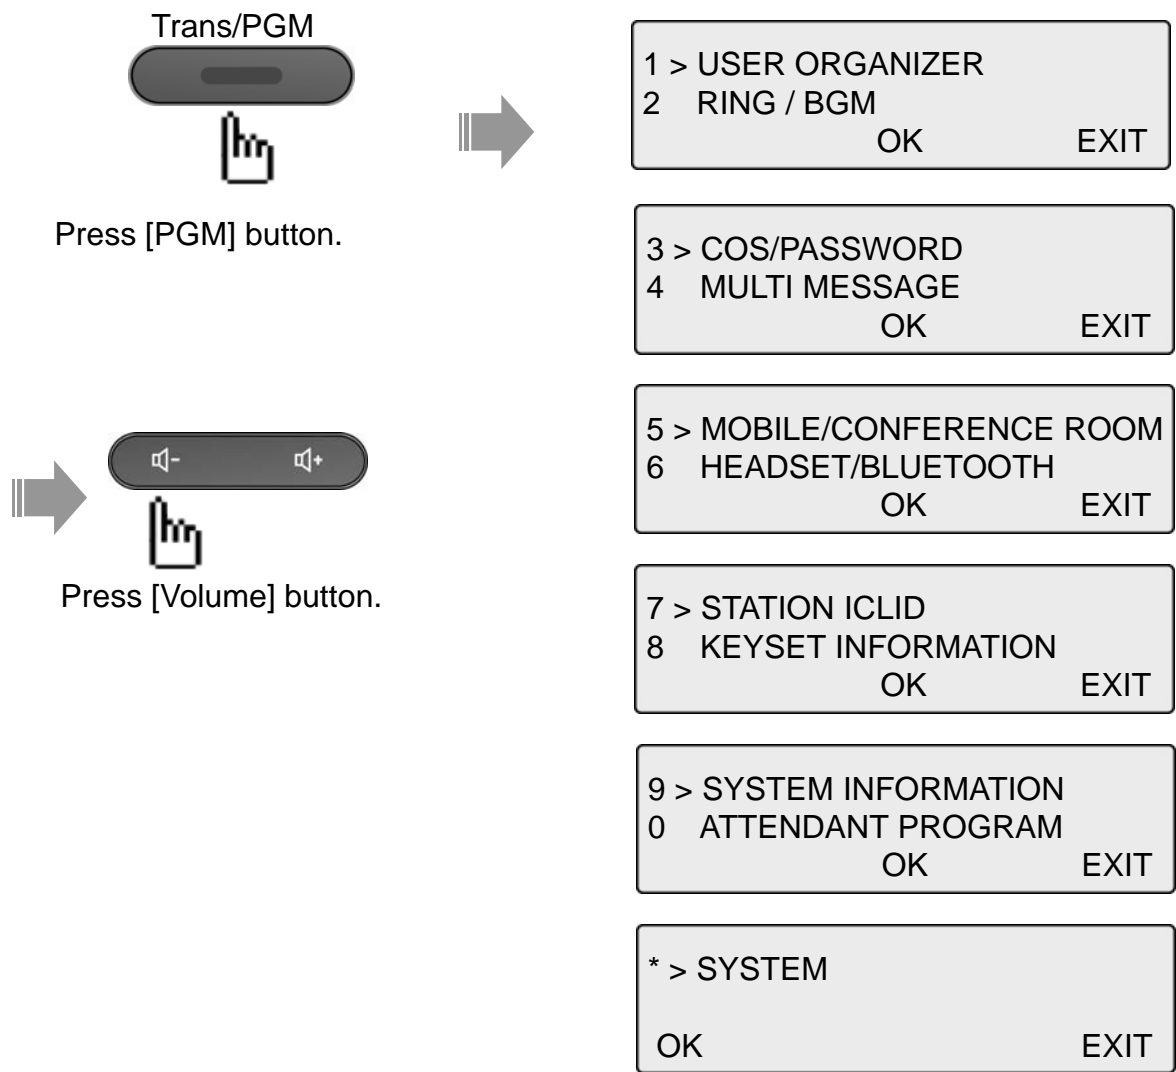 Trans/PGM
Press [PGM] button.
1 > USER ORGANIZER
2 RING / BGM
OK EXIT
3 > COS/PASSWORD
4 MULTI MESSAGE
OK EXIT
- +
Press [Volume] button.
5 > MOBILE/CONFERENCE ROOM
6 HEADSET/BLUETOOTH
OK EXIT
7 > STATION ICLID
8 KEYSET INFORMATION
OK EXIT
9 > SYSTEM INFORMATION
0 ATTENDANT PROGRAM
OK EXIT
* > SYSTEM
OK EXIT